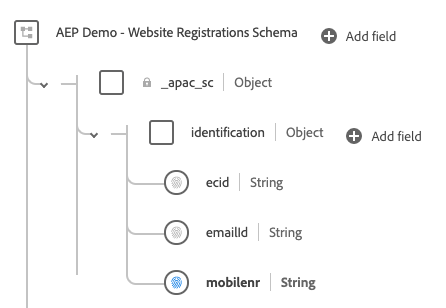 AEP Demo - Website Registrations Schema Add field
_apac_sc Object
identification Object Add field
ecid String
emailId String
mobilenr String